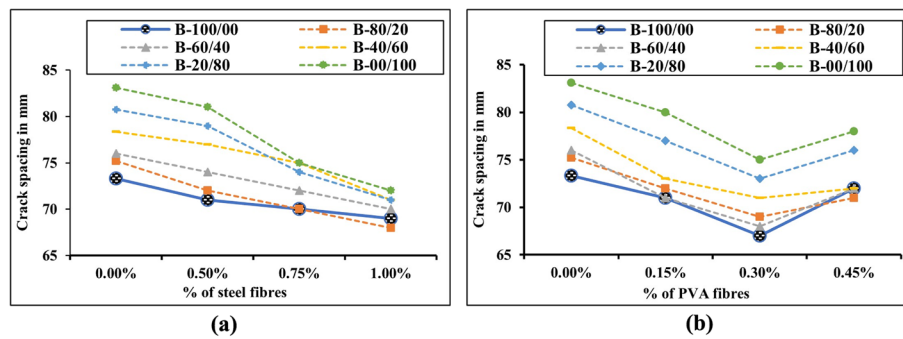 B-100/00 B-80/20
B-60/40 B-40/60
B-20/80 B-00/100
85
80
75
70
65
Crack spacing in mm
0.00% 0.50% 0.75% 1.00%
% of steel fibres
(a)
B-100/00 B-80/20
B-60/40 B-40/60
B-20/80 B-00/100
85
80
75
70
65
Crack spacing in mm
0.00% 0.15% 0.30% 0.45%
% of PVA fibres
(b)